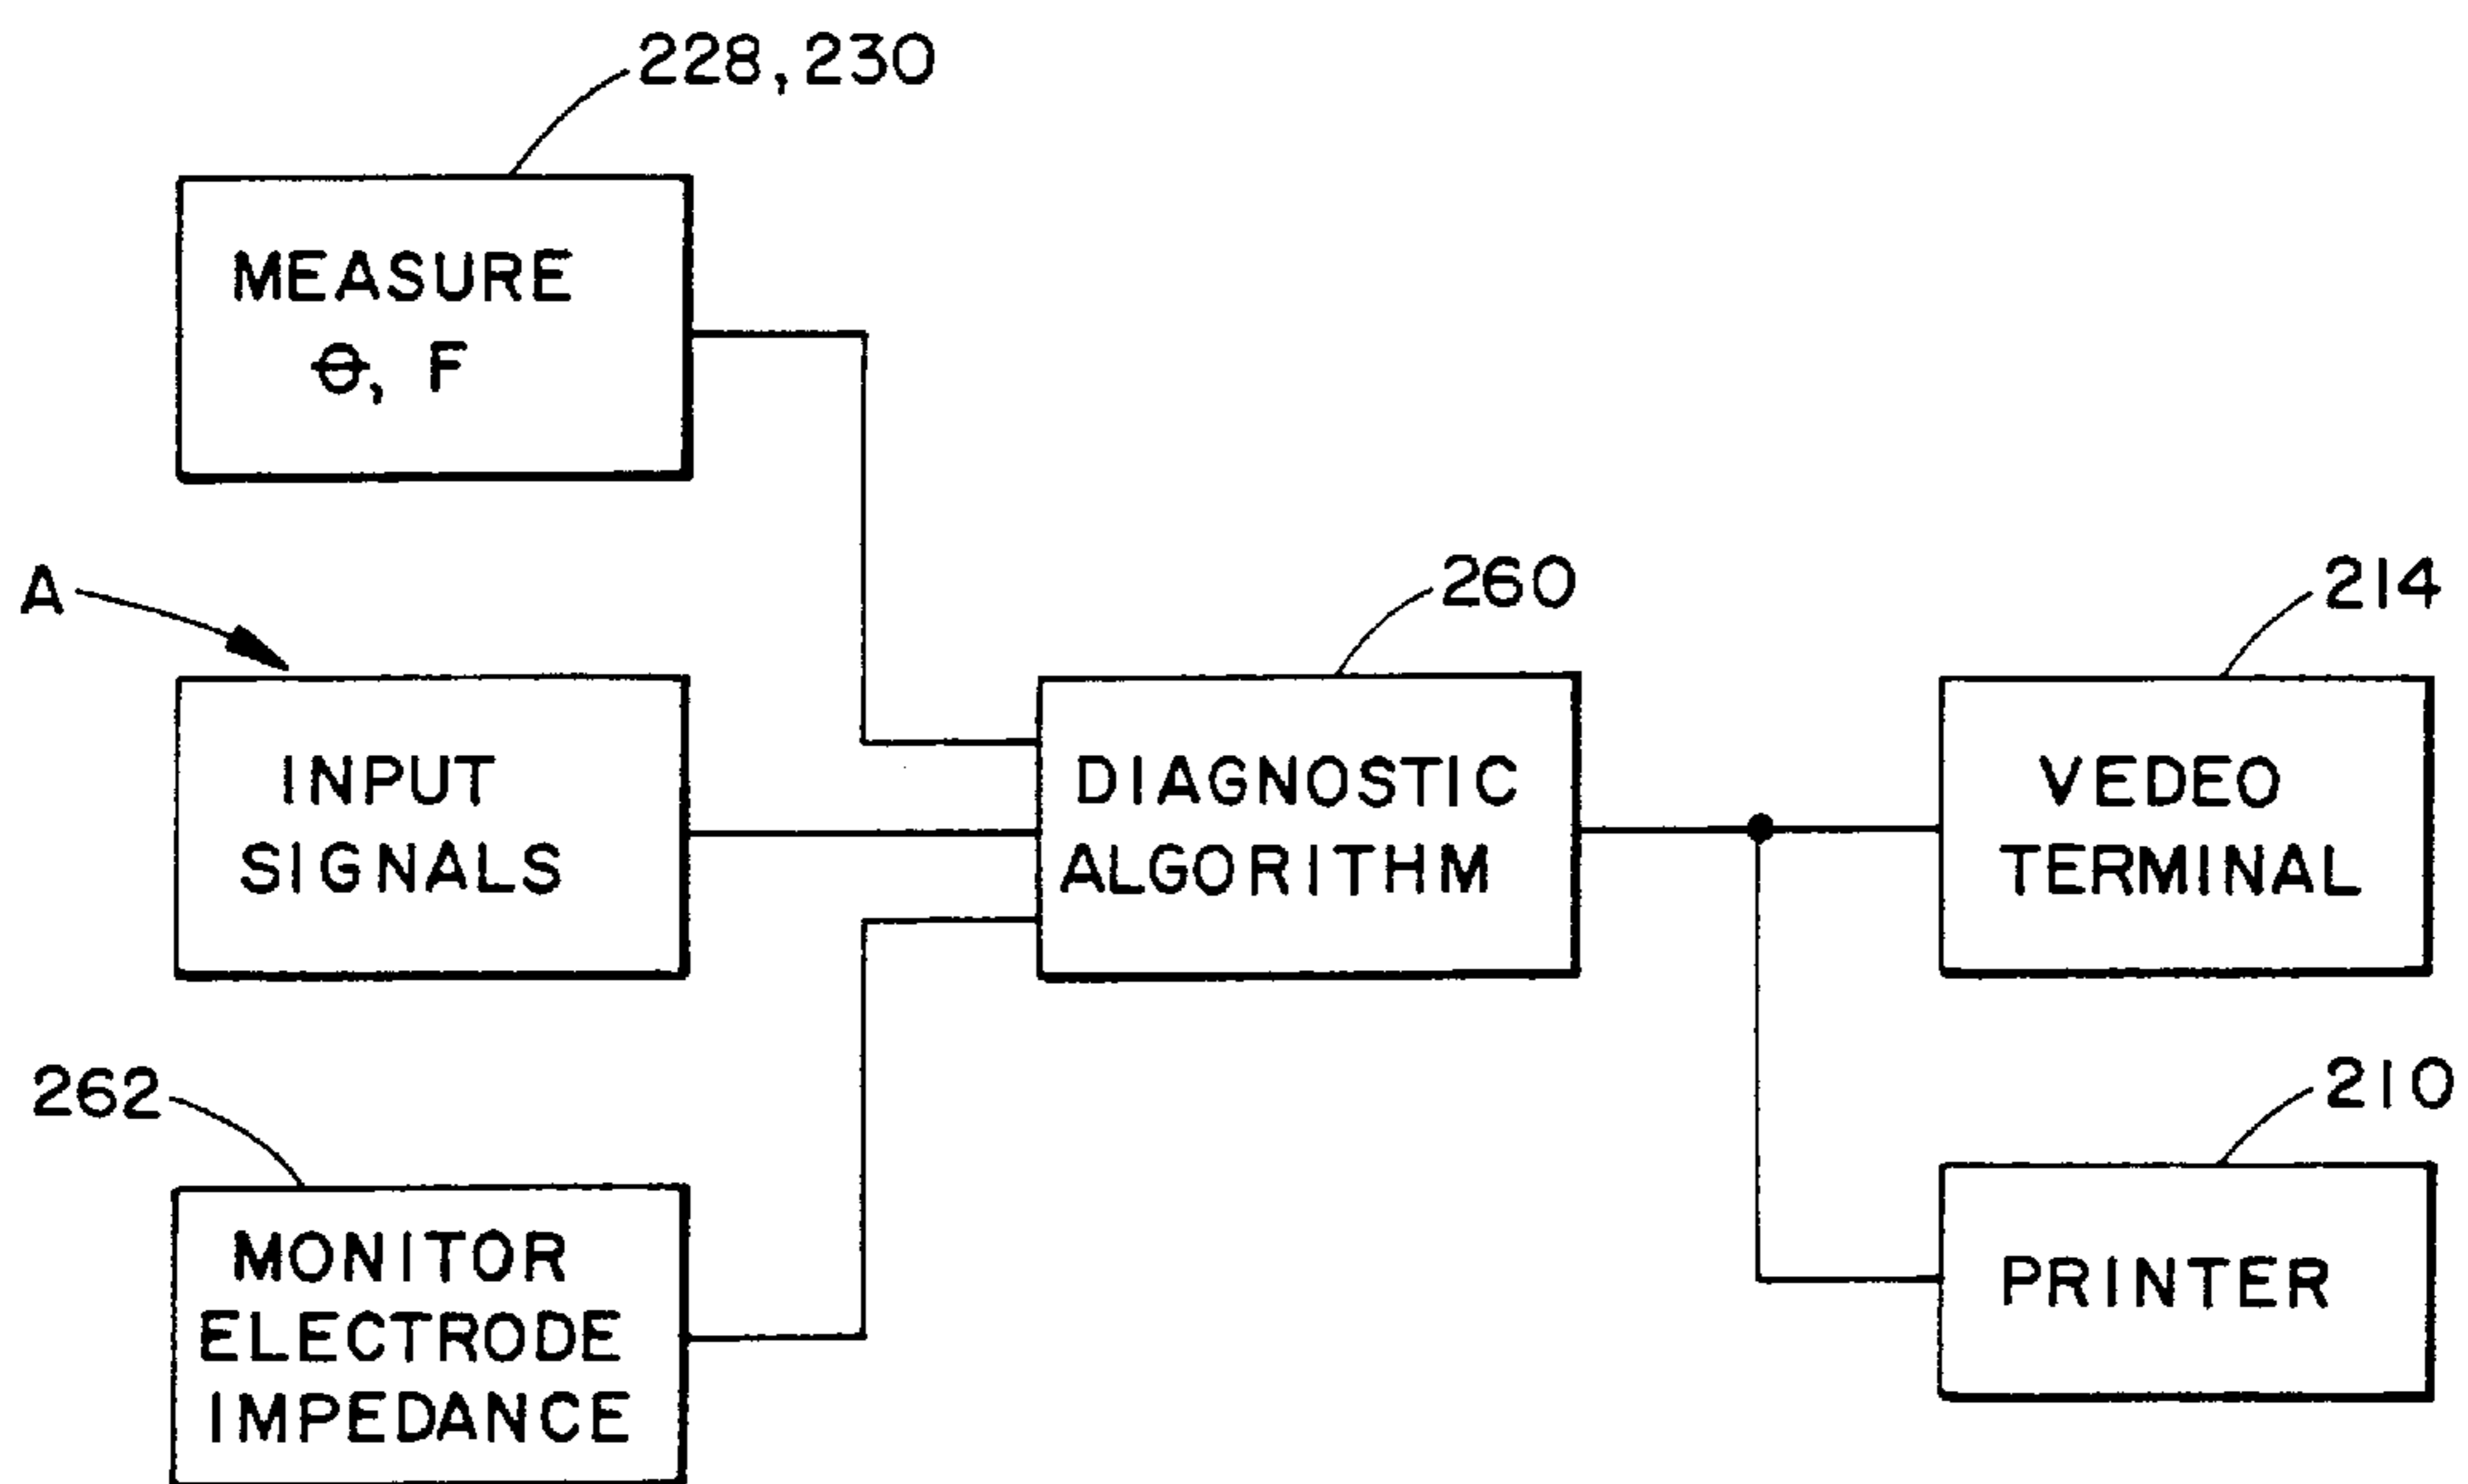 228,230
MEASURE
Θ, F
A
INPUT
SIGNALS
260
DIAGNOSTIC
ALGORITHM
214
VEDEO
TERMINAL
262
MONITOR
ELECTRODE
IMPEDANCE
210
PRINTER